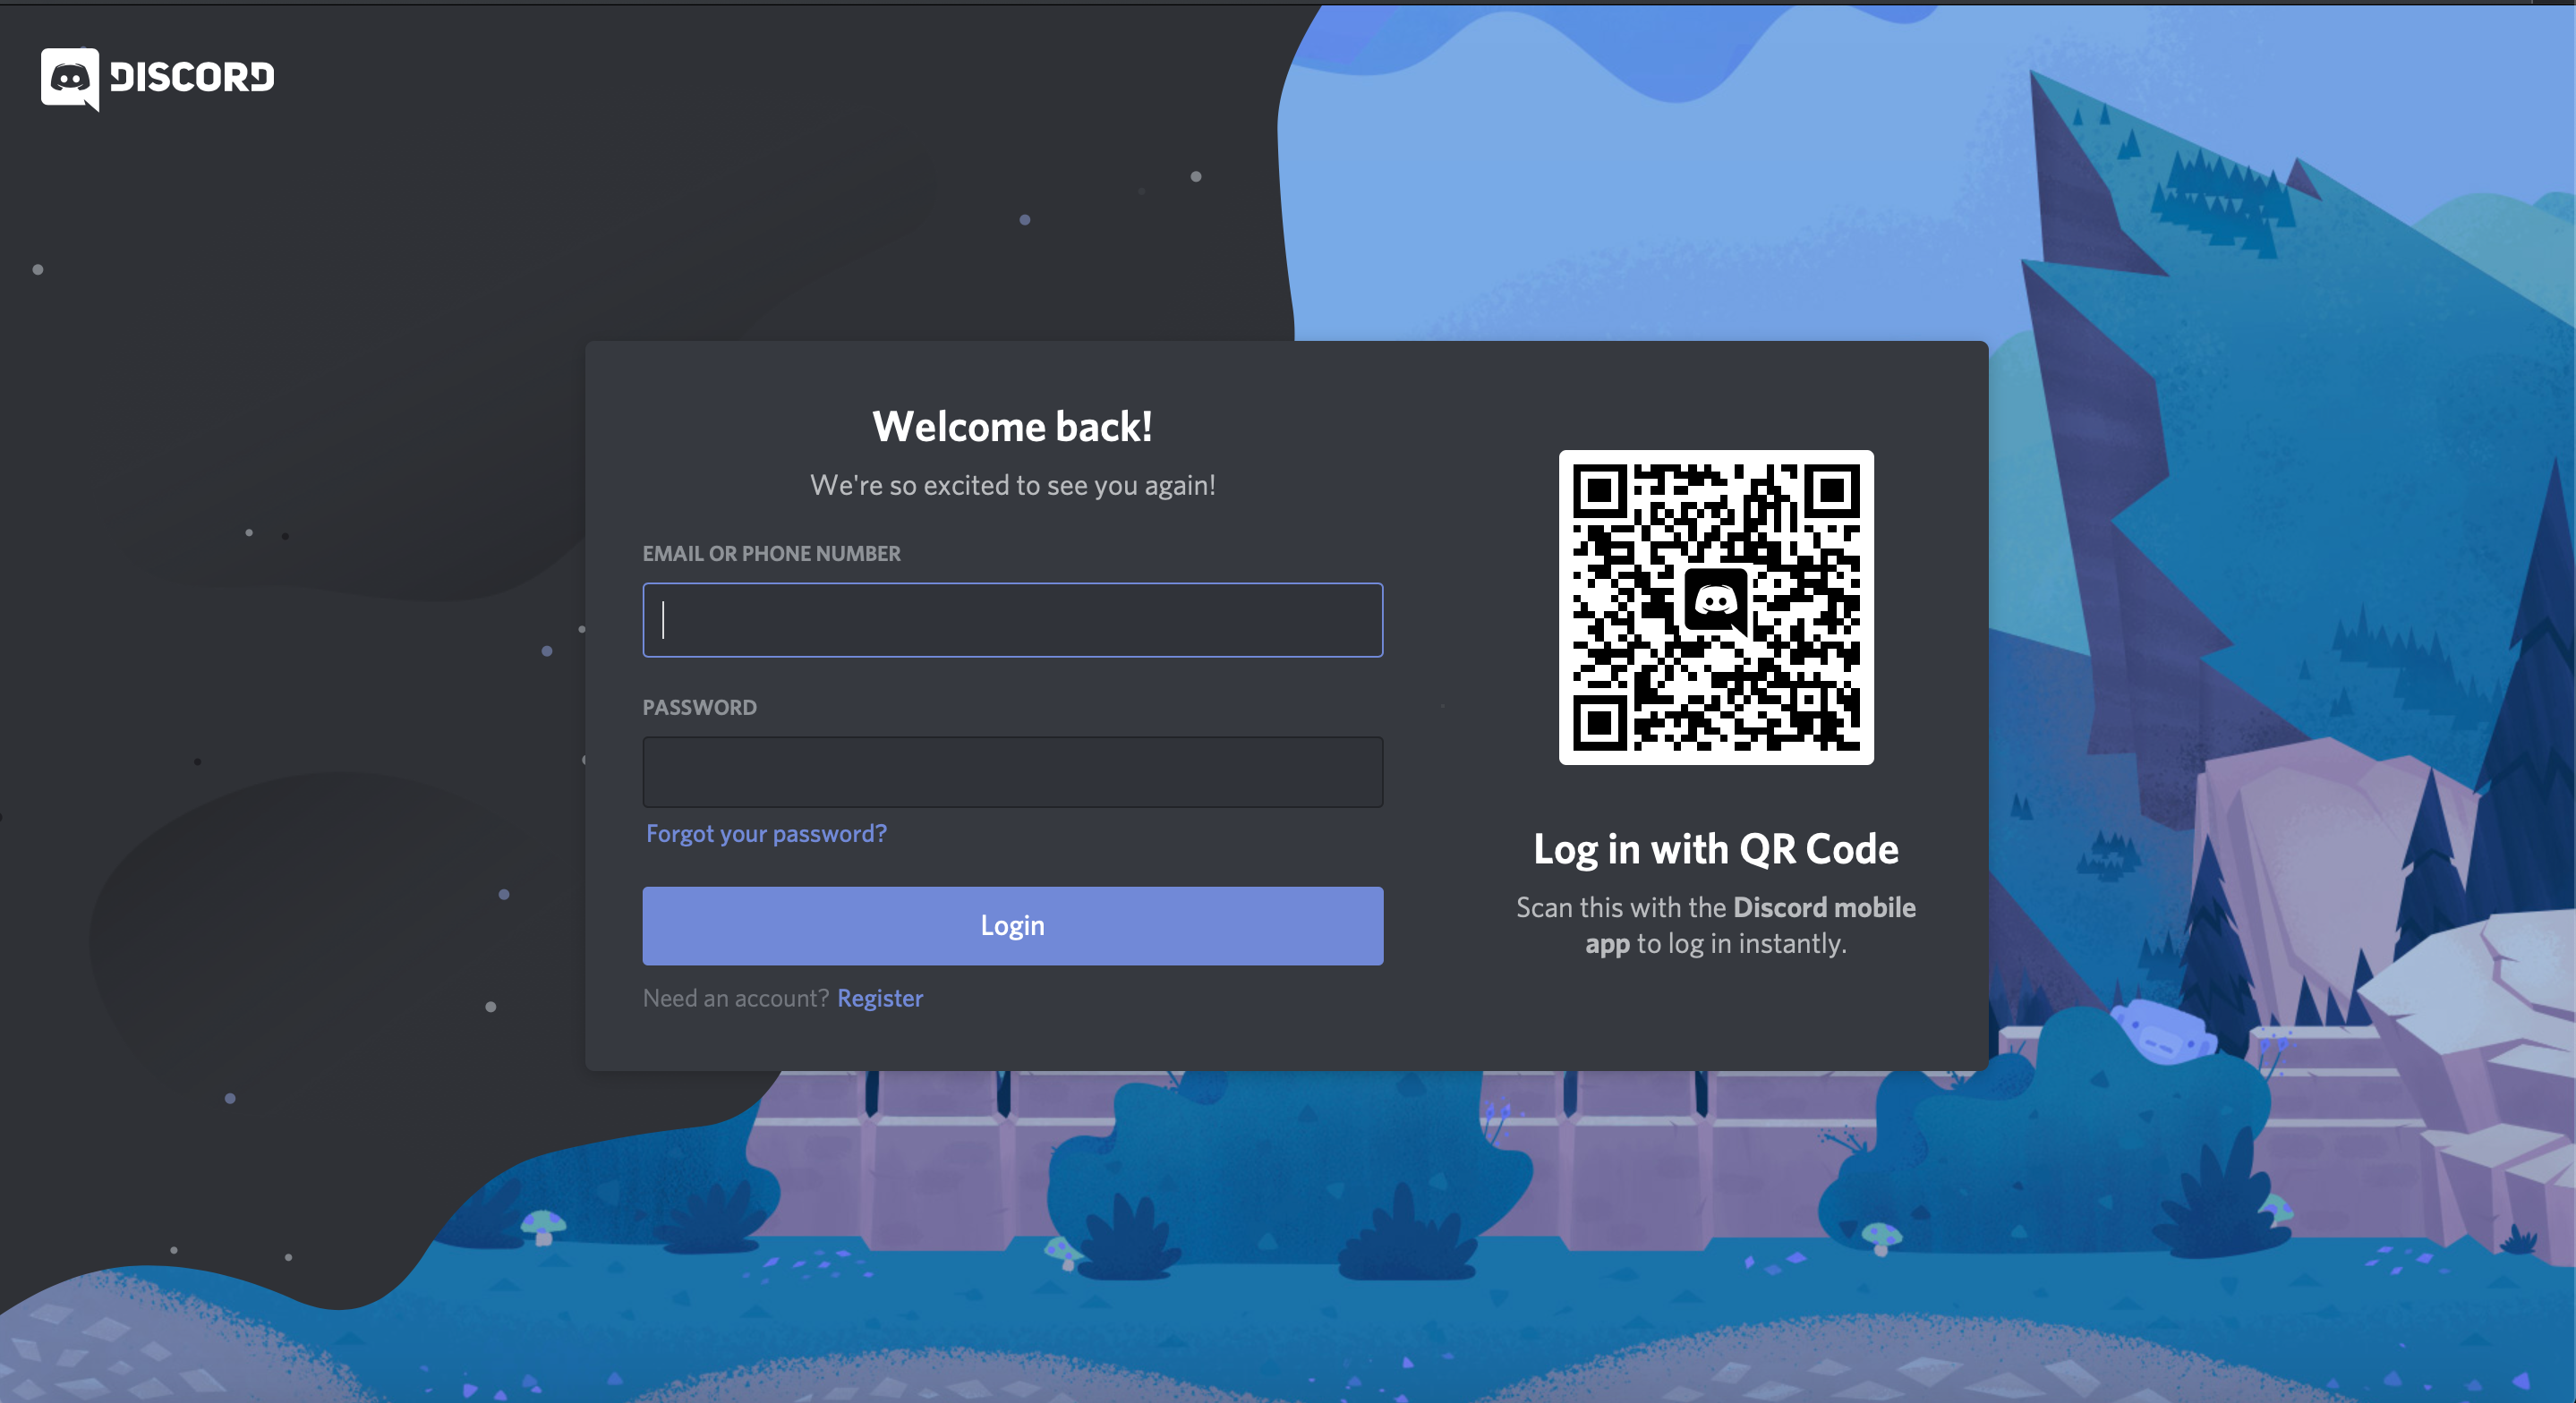 DISCORD
Welcome back!
We're so excited to see you again!
EMAIL OR PHONE NUMBER
PASSWORD
Forgot your password?
Login
Need an account? Register
Log in with QR Code
Scan this with the Discord mobile
app to log in instantly.